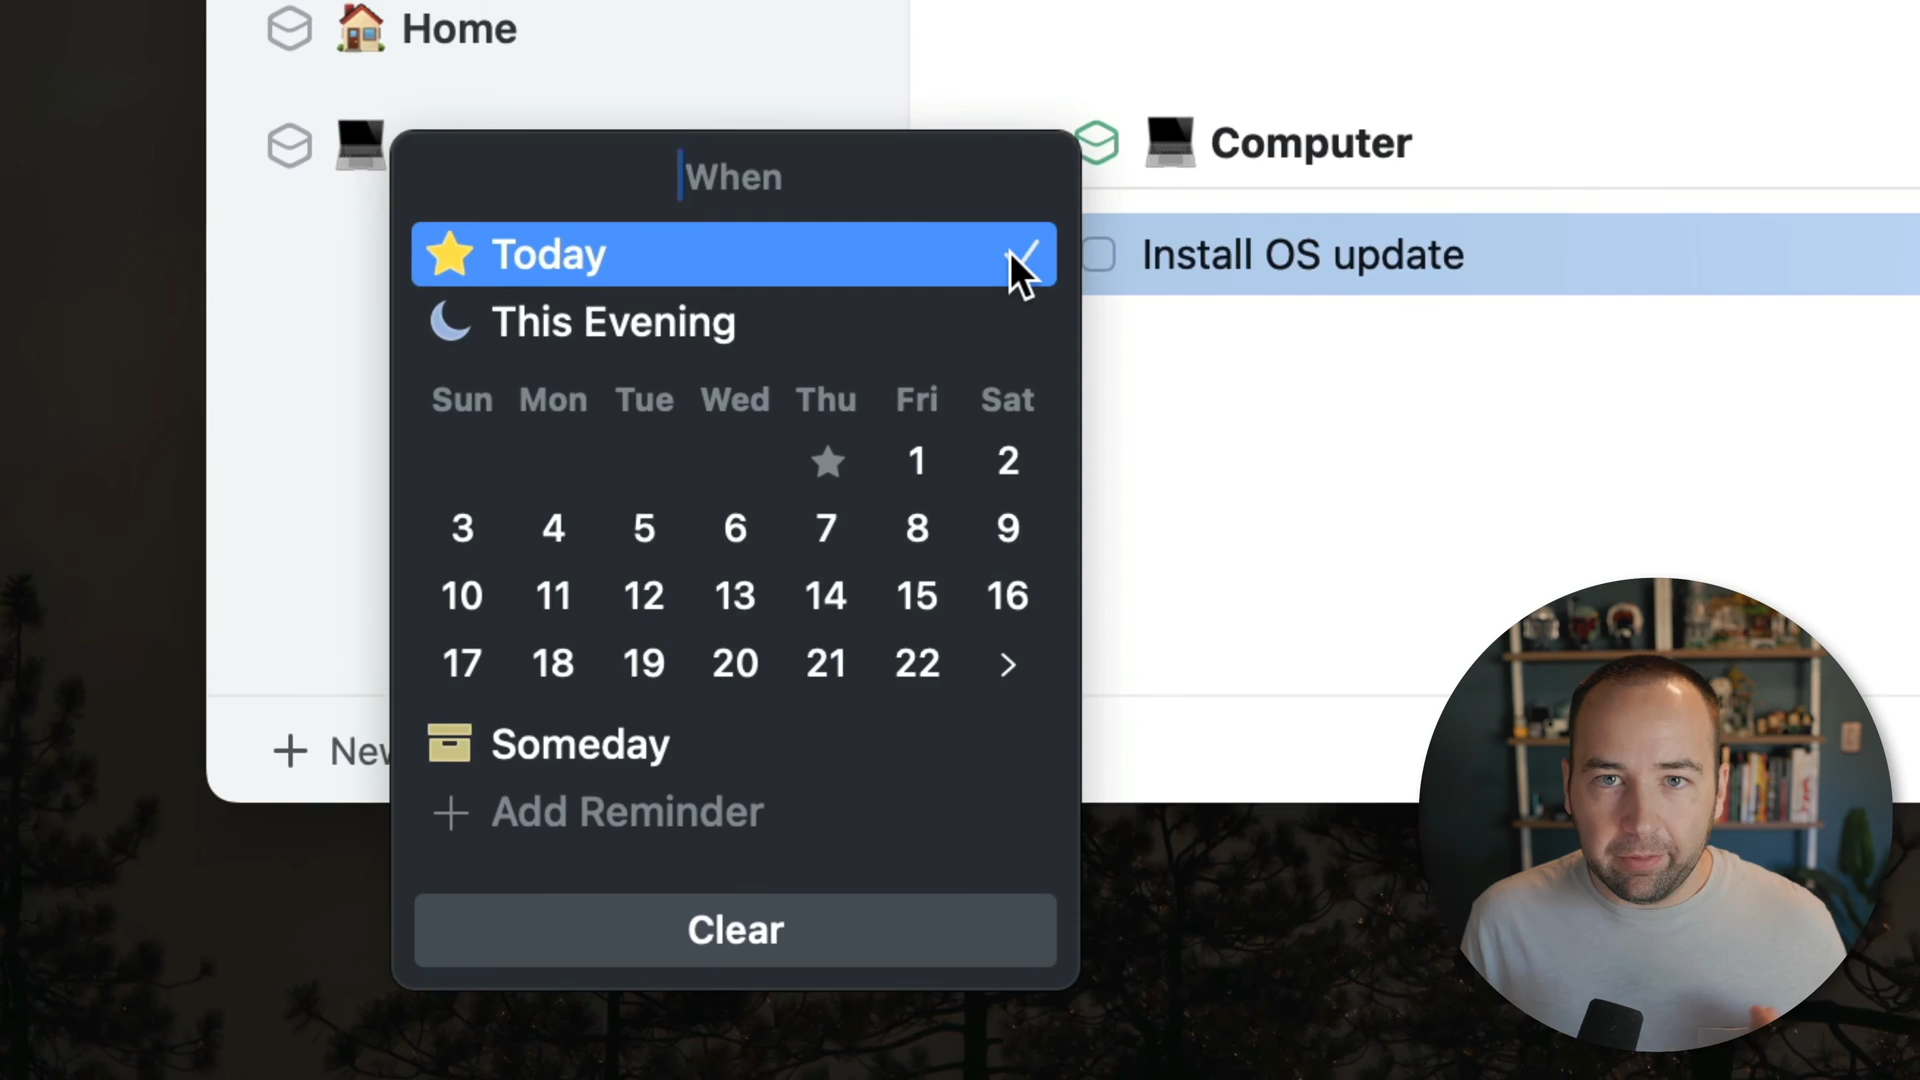 Home
Computer
When
Today
Install OS update
This Evening
Sun Mon Tue Wed Thu Fri Sat
1 2
3 4 5 6 7 8 9
10 11 12 13 14 15 16
17 18 19 20 21 22 >
Someday
+ New
+ Add Reminder
Clear